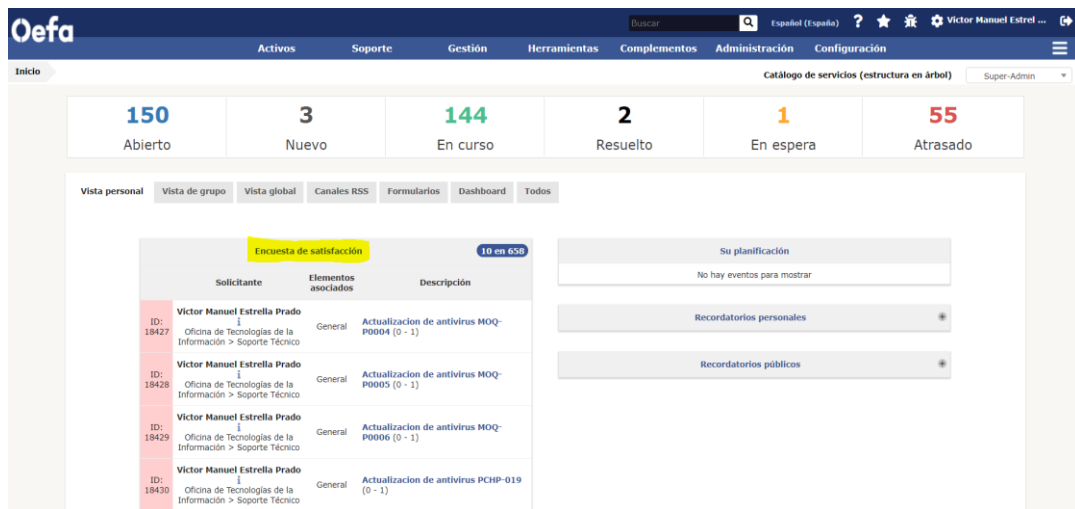 Oefa
Buscar Español (España) ? Victor Manuel Estrel ...
Activos Soporte Gestión Herramientas Complementos Administración Configuración
Inicio Catálogo de servicios (estructura en árbol) Super-Admin
150 3 144 2 1 55
Abierto Nuevo En curso Resuelto En espera Atrasado
Vista personal Vista de grupo Vista global Canales RSS Formularios Dashboard Todos
Encuesta de satisfacción 10 en 658
Solicitante Elementos asociados Descripción
ID: 18427 Victor Manuel Estrella Prado
i
Oficina de Tecnologías de la
Información > Soporte Técnico
General
Actualizacion de antivirus MOQ-
P0004 (0 - 1)
ID: 18428 Victor Manuel Estrella Prado
i
Oficina de Tecnologías de la
Información > Soporte Técnico
General
Actualizacion de antivirus MOQ-
P0005 (0 - 1)
ID: 18429 Victor Manuel Estrella Prado
i
Oficina de Tecnologías de la
Información > Soporte Técnico
General
Actualizacion de antivirus MOQ-
P0006 (0 - 1)
ID: 18430 Victor Manuel Estrella Prado
i
Oficina de Tecnologías de la
Información > Soporte Técnico
General
Actualizacion de antivirus PCHP-019
(0 - 1)
Su planificación
No hay eventos para mostrar
Recordatorios personales
Recordatorios públicos